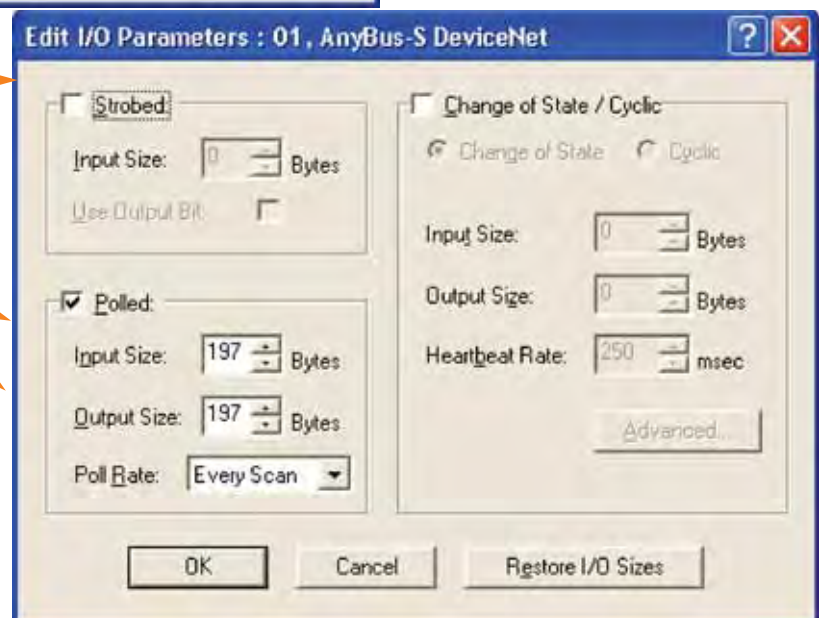 Edit I/O Parameters : 01, AnyBus-S DeviceNet
Strobed:
Input Size: 0 Bytes
Use Output Bit:
Polled:
Input Size: 197 Bytes
Output Size: 197 Bytes
Poll Rate: Every Scan
Change of State / Cyclic
Change of State Cyclic
Input Size: 0 Bytes
Output Size: 0 Bytes
Heartbeat Rate: 250 msec
Advanced...
OK Cancel Restore I/O Sizes